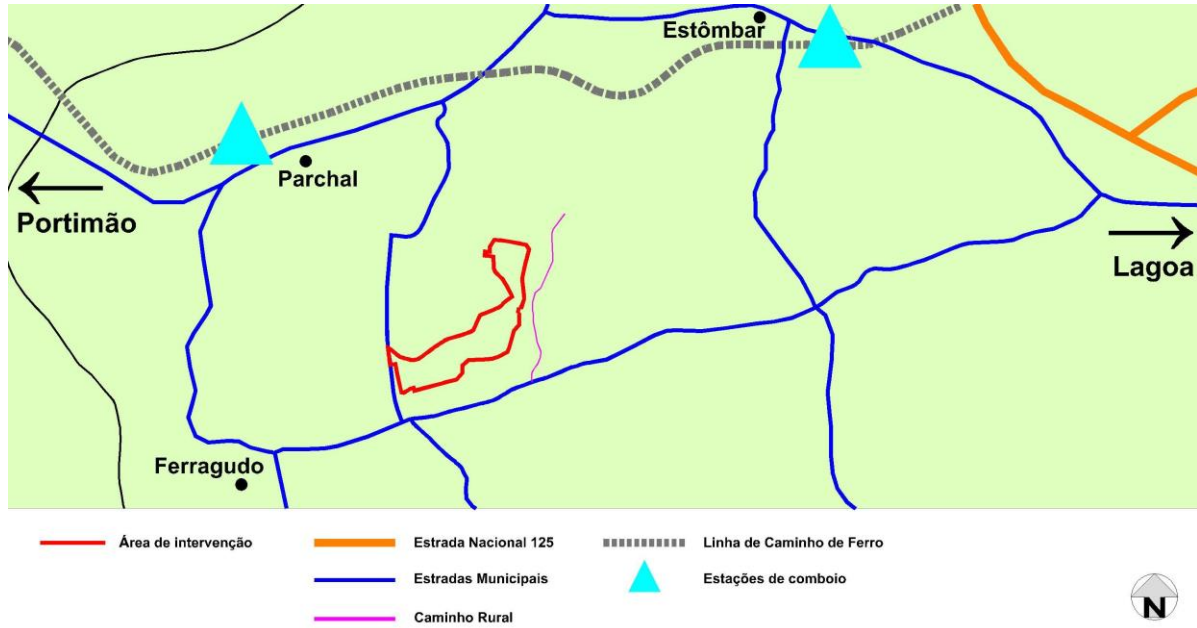 Estômbar
Parchal
Portimão
Lagoa
Ferragudo
Área de intervenção
Estrada Nacional 125
Linha de Caminho de Ferro
Estradas Municipais
Estações de comboio
Caminho Rural
N